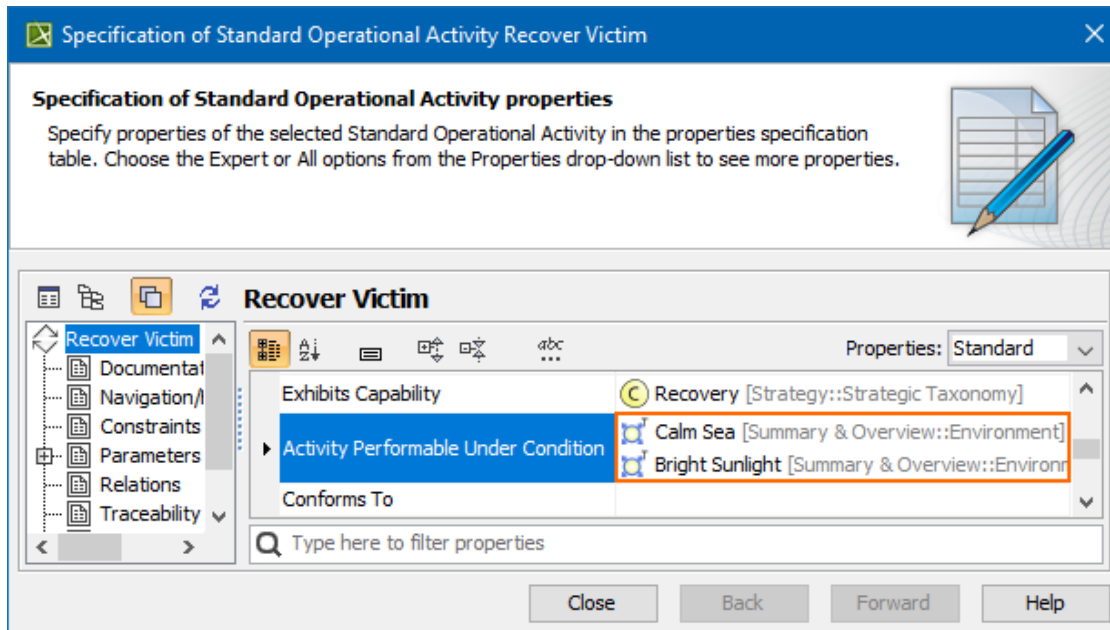 Specification of Standard Operational Activity Recover Victim
Specification of Standard Operational Activity properties
Specify properties of the selected Standard Operational Activity in the properties specification
table. Choose the Expert or All options from the Properties drop-down list to see more properties.
Recover Victim
Recover Victim
Documentat
Navigation/
Constraints
Parameters
Relations
Traceability
Properties: Standard
Exhibits Capability
C Recovery [Strategy::Strategic Taxonomy]
Activity Performable Under Condition
Calm Sea [Summary & Overview::Environment]
Bright Sunlight [Summary & Overview::Environn
Conforms To
Type here to filter properties
Close
Back
Forward
Help